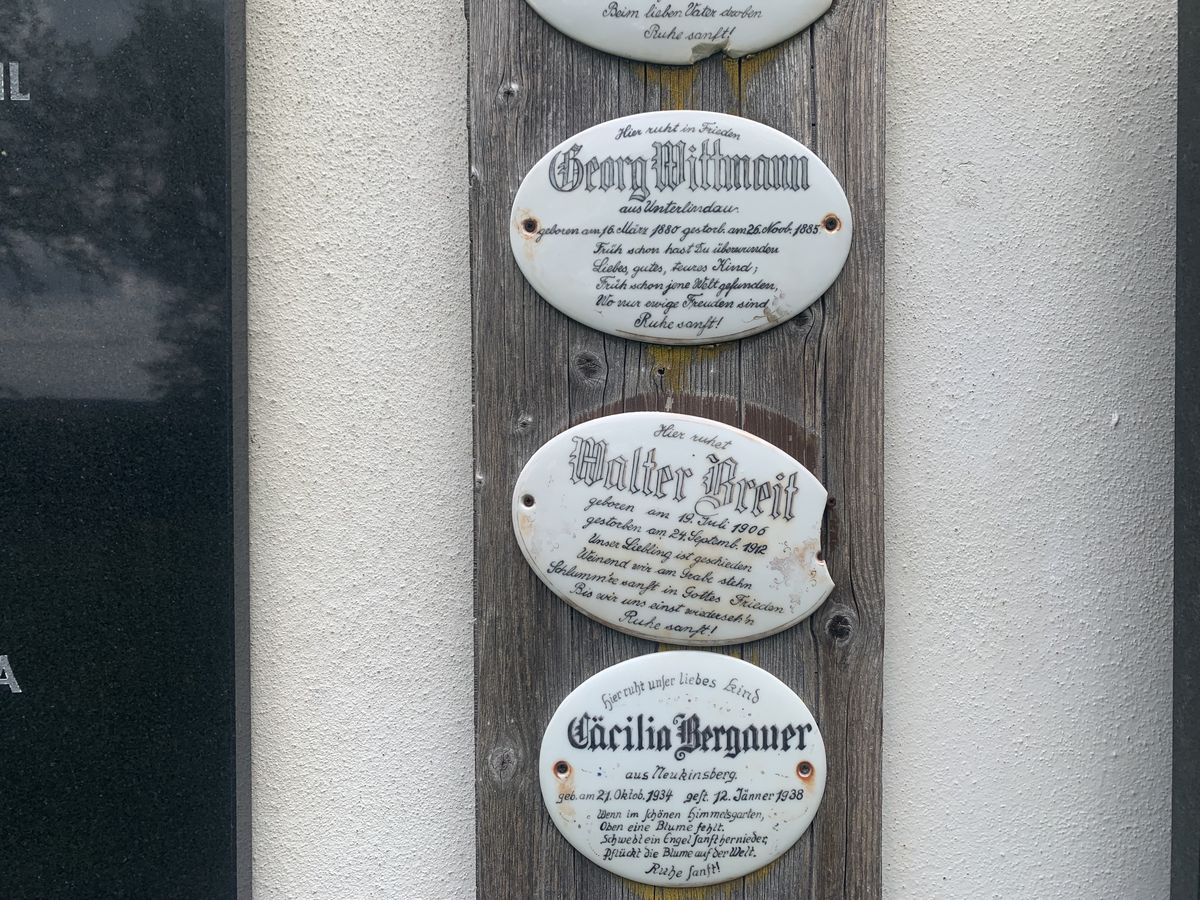 Beim lieben Vater droben
Ruhe sanft!
IL
Hier ruht in Frieden
Georg Wittmann
aus Unterlindau.
geboren am 16. März 1880 gestorb. am 26. Novb. 1885
Früh schon hast Du überwunden
Liebes, gutes, teures Kind;
Früh schon jene Welt gefunden,
Wo nur ewige Freuden sind
Ruhe sanft!
Hier ruhet
Walter Breit
geboren am 19. Juli 1906
gestorben am 24. Septemb. 1912
Unser Liebling ist geschieden
Weinend wir am Grabe stehn
Schlumm're sanft in Gottes Frieden
Bis wir uns einst wiederseh'n
Ruhe sanft!
A
Hier ruht unser liebes Kind
Cäcilia Bergauer
aus Neukinsberg.
geb. am 21. Oktob. 1934 gest. 12. Jänner 1938
Wenn im schönen Himmelsgarten,
Oben eine Blume fehlt.
Schwebt ein Engel sanft hernieder,
Pflückt die Blume auf der Welt.
Ruhe sanft!